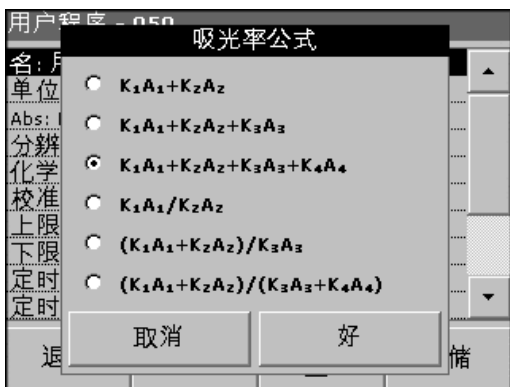 用户程序 - 050
吸光率公式
名: 用
单位
Abs:
分辨
化学
校准
上限
下限
定时
定时
K₁A₁+K₂A₂
K₁A₁+K₂A₂+K₃A₃
K₁A₁+K₂A₂+K₃A₃+K₄A₄
K₁A₁/K₂A₂
(K₁A₁+K₂A₂)/K₃A₃
(K₁A₁+K₂A₂)/(K₃A₃+K₄A₄)
取消
好
退
储